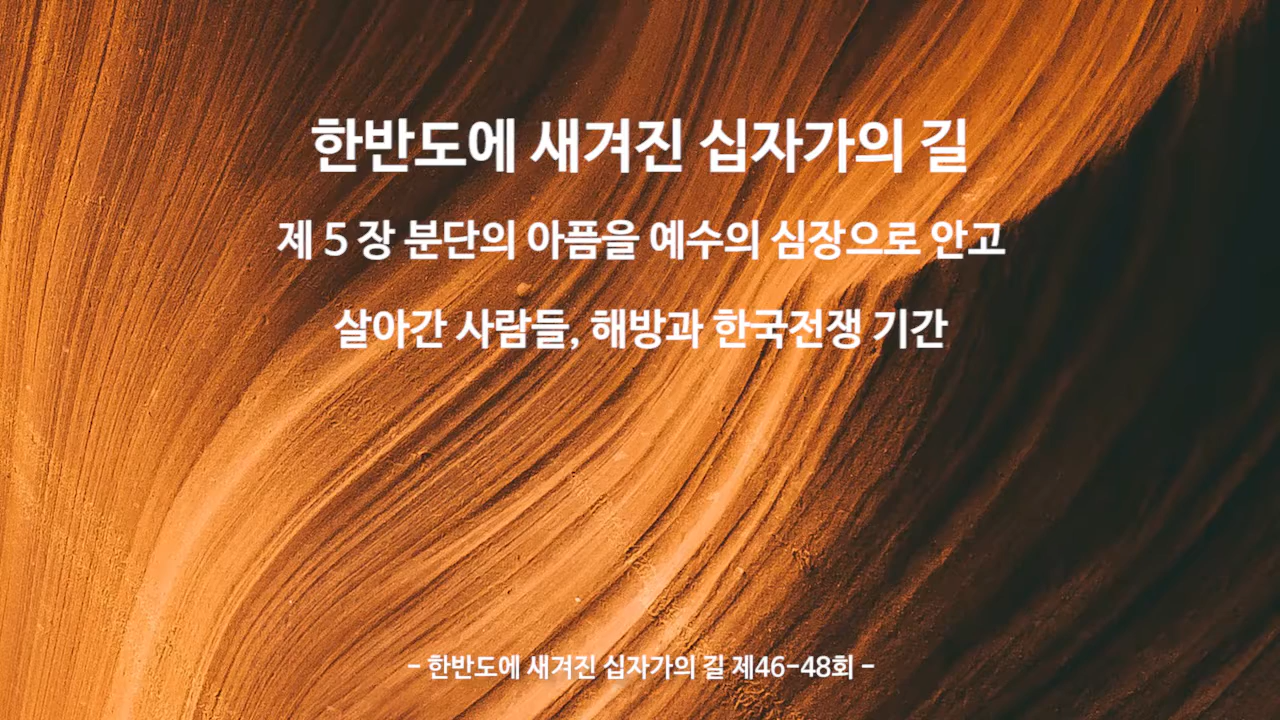 한반도에 새겨진 십자가의 길
제 5 장 분단의 아픔을 예수의 심장으로 안고
살아간 사람들, 해방과 한국전쟁 기간
- 한반도에 새겨진 십자가의 길 제46-48회 -